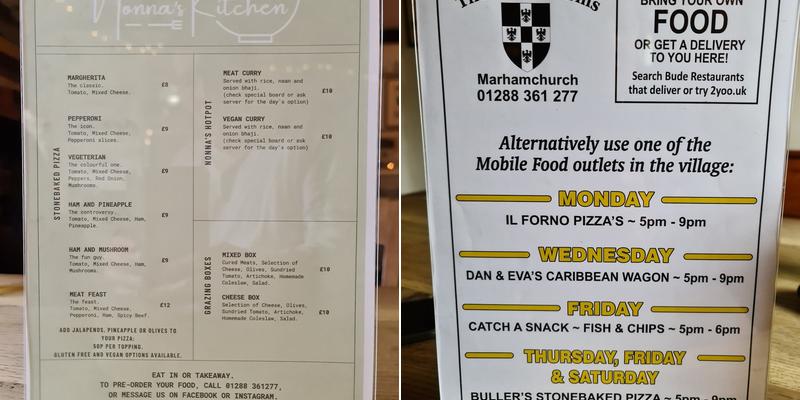 Nonna's Kitchen
STONEBAKED PIZZA
MARGHERITA
The classic.
Tomato, Mixed Cheese.
£8
PEPPERONI
The icon.
Tomato, Mixed Cheese,
Pepperoni slices.
£9
VEGETERIAN
The colourful one.
Tomato, Mixed Cheese,
Peppers, Red Onion,
Mushrooms.
£9
HAM AND PINEAPPLE
The controversy.
Tomato, Mixed Cheese, Ham,
Pineapple.
£9
HAM AND MUSHROOM
The fun guy.
Tomato, Mixed Cheese, Ham,
Mushrooms.
£9
MEAT FEAST
The feast.
Tomato, Mixed Cheese,
Pepperoni, Ham, Spicy Beef.
£12
ADD JALAPENOS, PINEAPPLE OR OLIVES TO
YOUR PIZZA:
50P PER TOPPING.
GLUTEN FREE AND VEGAN OPTIONS AVAILABLE.
NONNA'S HOTPOT
MEAT CURRY
Served with rice, naan and
onion bhaji.
(check special board or ask
server for the day's option)
£10
VEGAN CURRY
Served with rice, naan and
onion bhaji.
(check special board or ask
server for the day's option)
£10
GRAZING BOXES
MIXED BOX
Cured Meats, Selection of
Cheese, Olives, Sundried
Tomato, Artichoke, Homemade
Coleslaw, Salad.
£10
CHEESE BOX
Selection of Cheese, Olives,
Sundried Tomato, Artichoke,
Homemade Coleslaw, Salad.
£10
EAT IN OR TAKEAWAY.
TO PRE-ORDER YOUR FOOD, CALL 01288 361277,
OR MESSAGE US ON FACEBOOK OR INSTAGRAM.
Marhamchurch
01288 361 277
BRING YOUR OWN
FOOD
OR GET A DELIVERY
TO YOU HERE!
Search Bude Restaurants
that deliver or try 2yoo.uk
Alternatively use one of the
Mobile Food outlets in the village:
MONDAY
IL FORNO PIZZA'S ~ 5pm - 9pm
WEDNESDAY
DAN & EVA'S CARIBBEAN WAGON ~ 5pm - 9pm
FRIDAY
CATCH A SNACK ~ FISH & CHIPS ~ 5pm - 6pm
THURSDAY, FRIDAY
& SATURDAY
BULLER'S STONEBAKED PIZZA ~ 5pm - 9pm